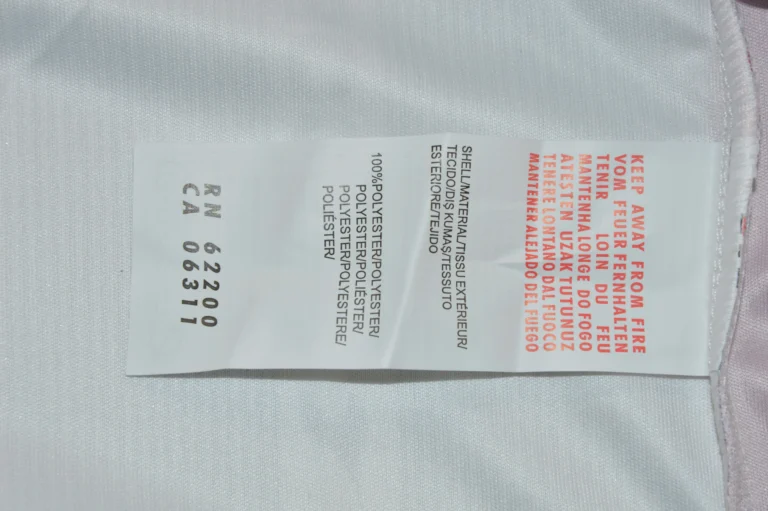 KEEP AWAY FROM FIRE
VOM FEUER FERNHALTEN
TENIR LOIN DU FEU
MANTENHA LONGE DO FOGO
ATESTEN UZAK TUTUNUZ
TENERE LONTANO DAL FUOCO
MANTENER ALEJADO DEL FUEGO
SHELL/MATERIAL/TISSU EXTÉRIEUR/
TECIDO/DIŞ KUMAŞ/TESSUTO
ESTERIORE/TEJIDO
100%POLYESTER/POLYESTER/
POLYESTER/POLIÉSTER/
POLYESTER/POLYESTERE/
POLIÉSTER/
RN 62200
CA 06311